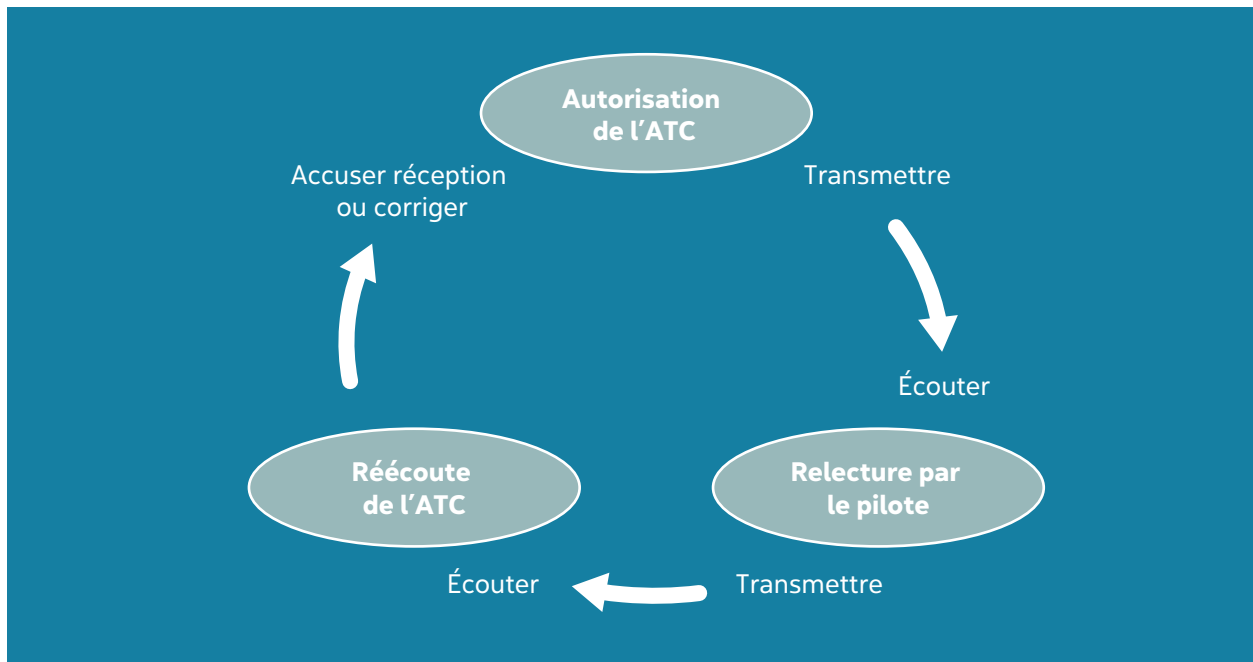 Autorisation
de l’ATC
Transmettre
Écouter
Relecture par
le pilote
Transmettre
Écouter
Réécoute
de l’ATC
Accuser réception
ou corriger